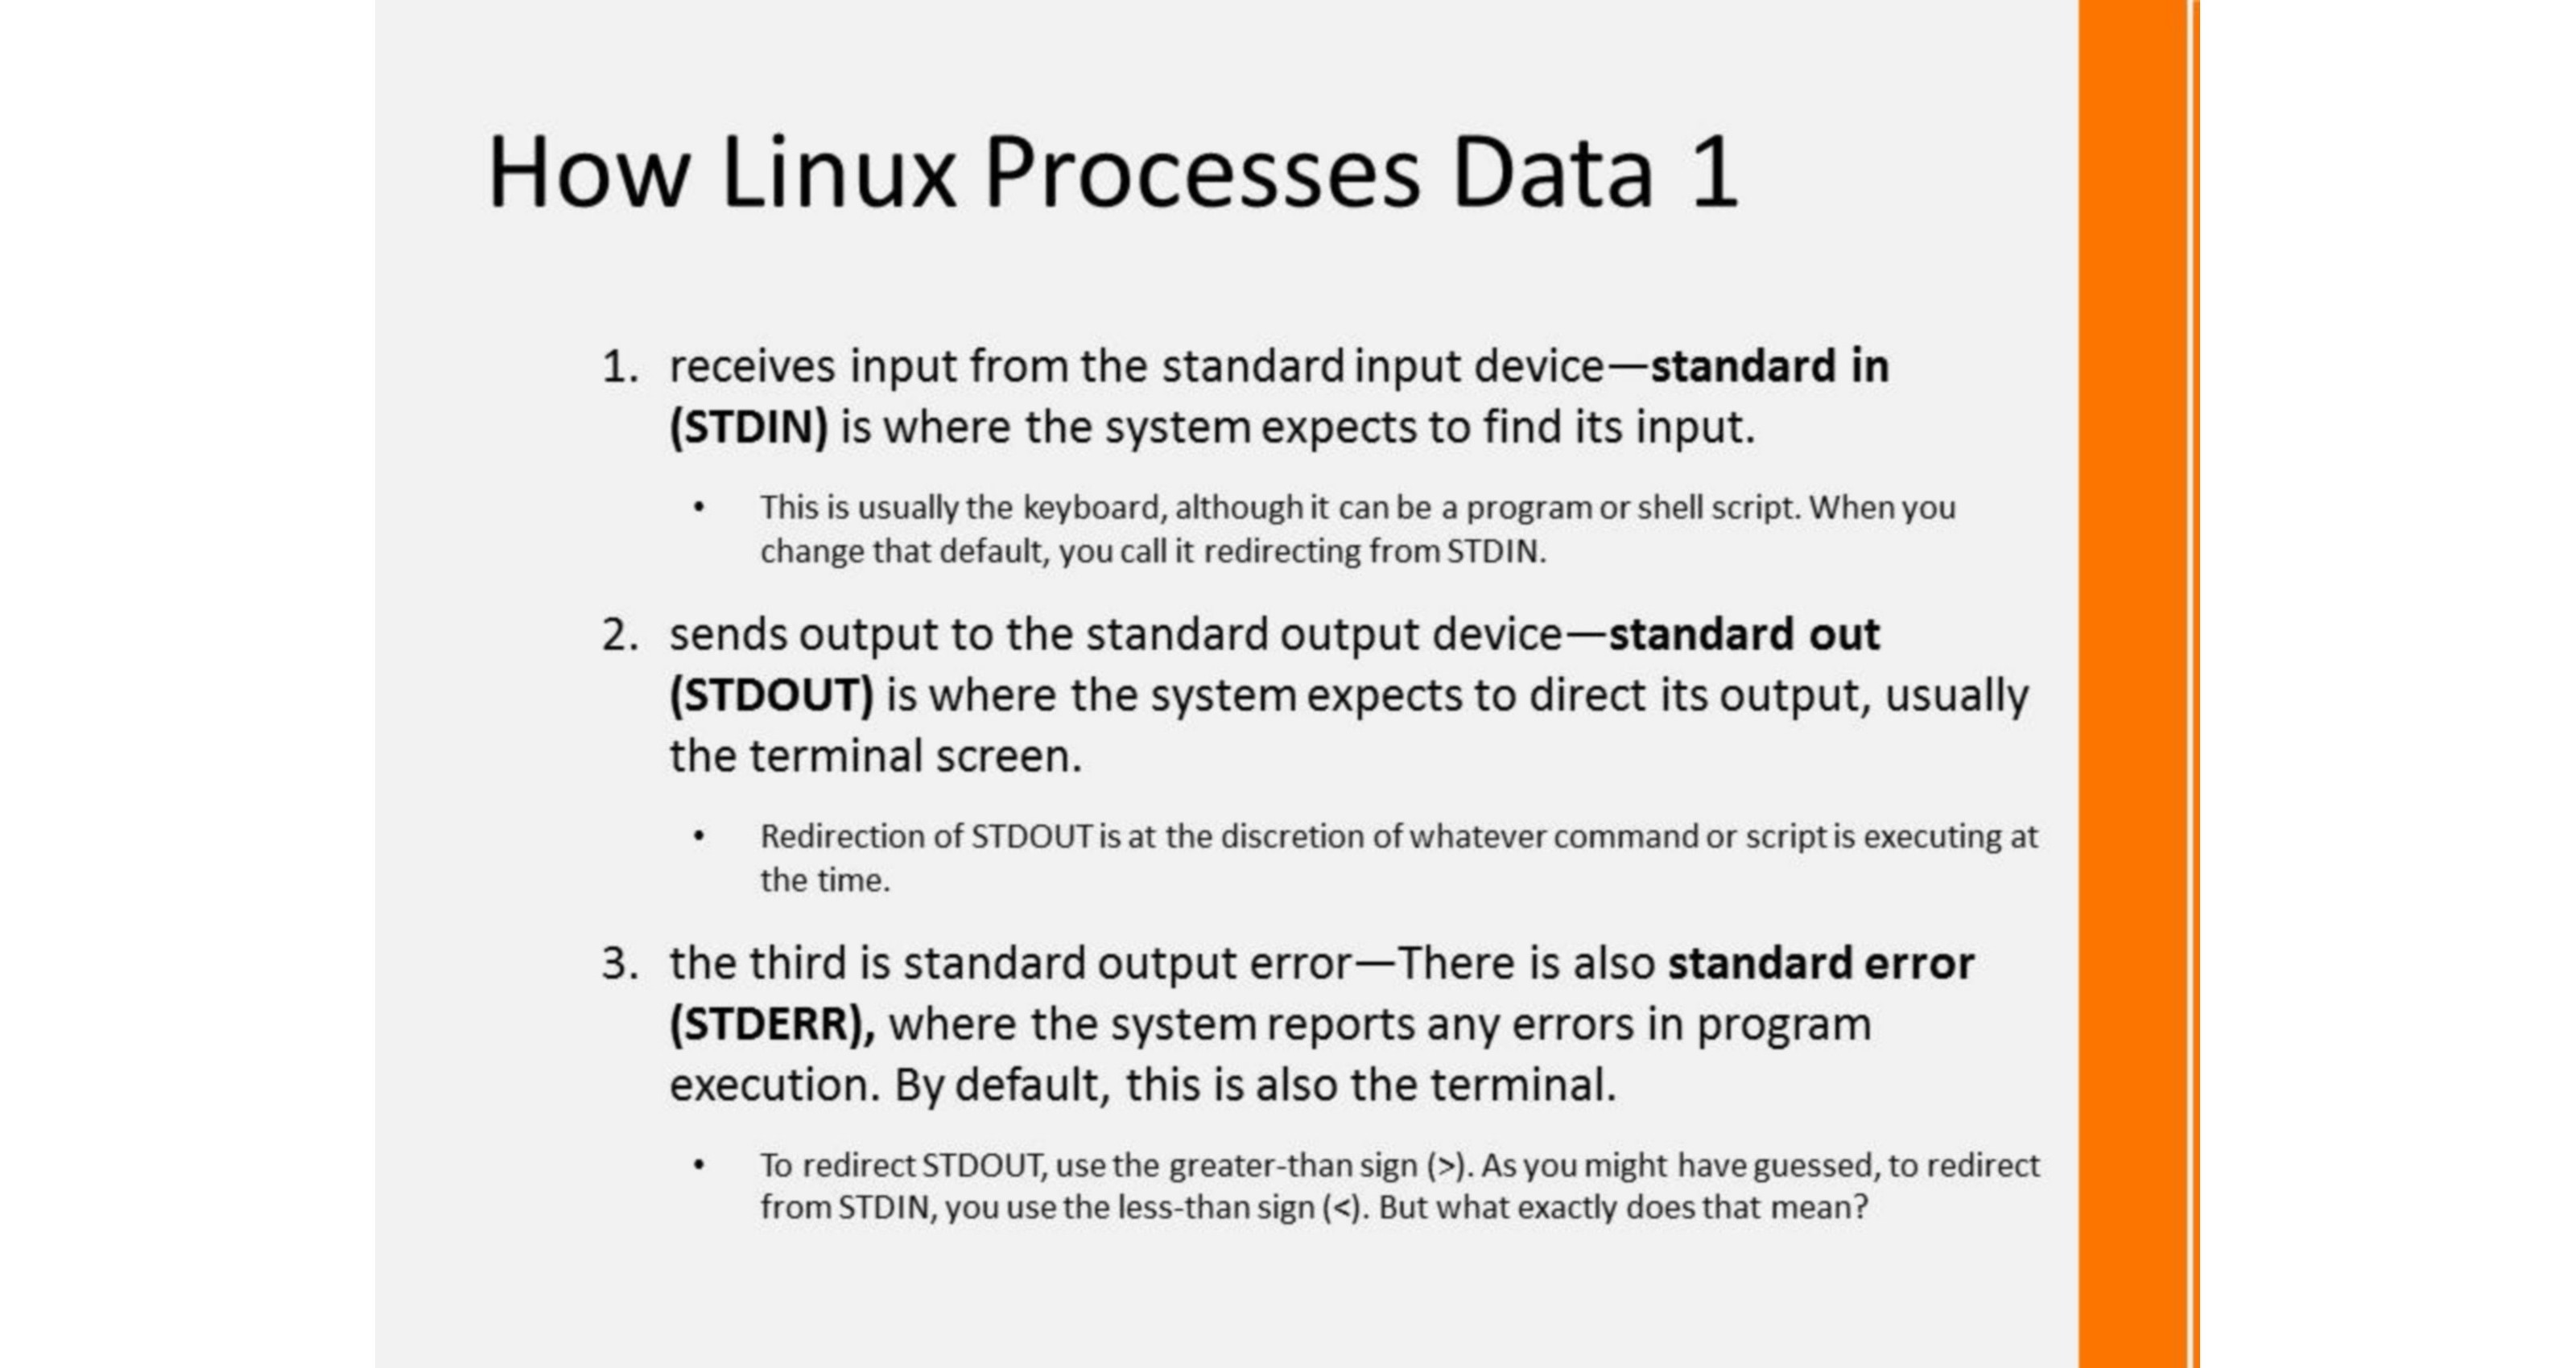 How Linux Processes Data 1
1. receives input from the standard input device—standard in
(STDIN) is where the system expects to find its input.
• This is usually the keyboard, although it can be a program or shell script. When you
change that default, you call it redirecting from STDIN.
2. sends output to the standard output device—standard out
(STDOUT) is where the system expects to direct its output, usually
the terminal screen.
• Redirection of STDOUT is at the discretion of whatever command or script is executing at
the time.
3. the third is standard output error—There is also standard error
(STDERR), where the system reports any errors in program
execution. By default, this is also the terminal.
• To redirect STDOUT, use the greater-than sign (>). As you might have guessed, to redirect
from STDIN, you use the less-than sign (<). But what exactly does that mean?